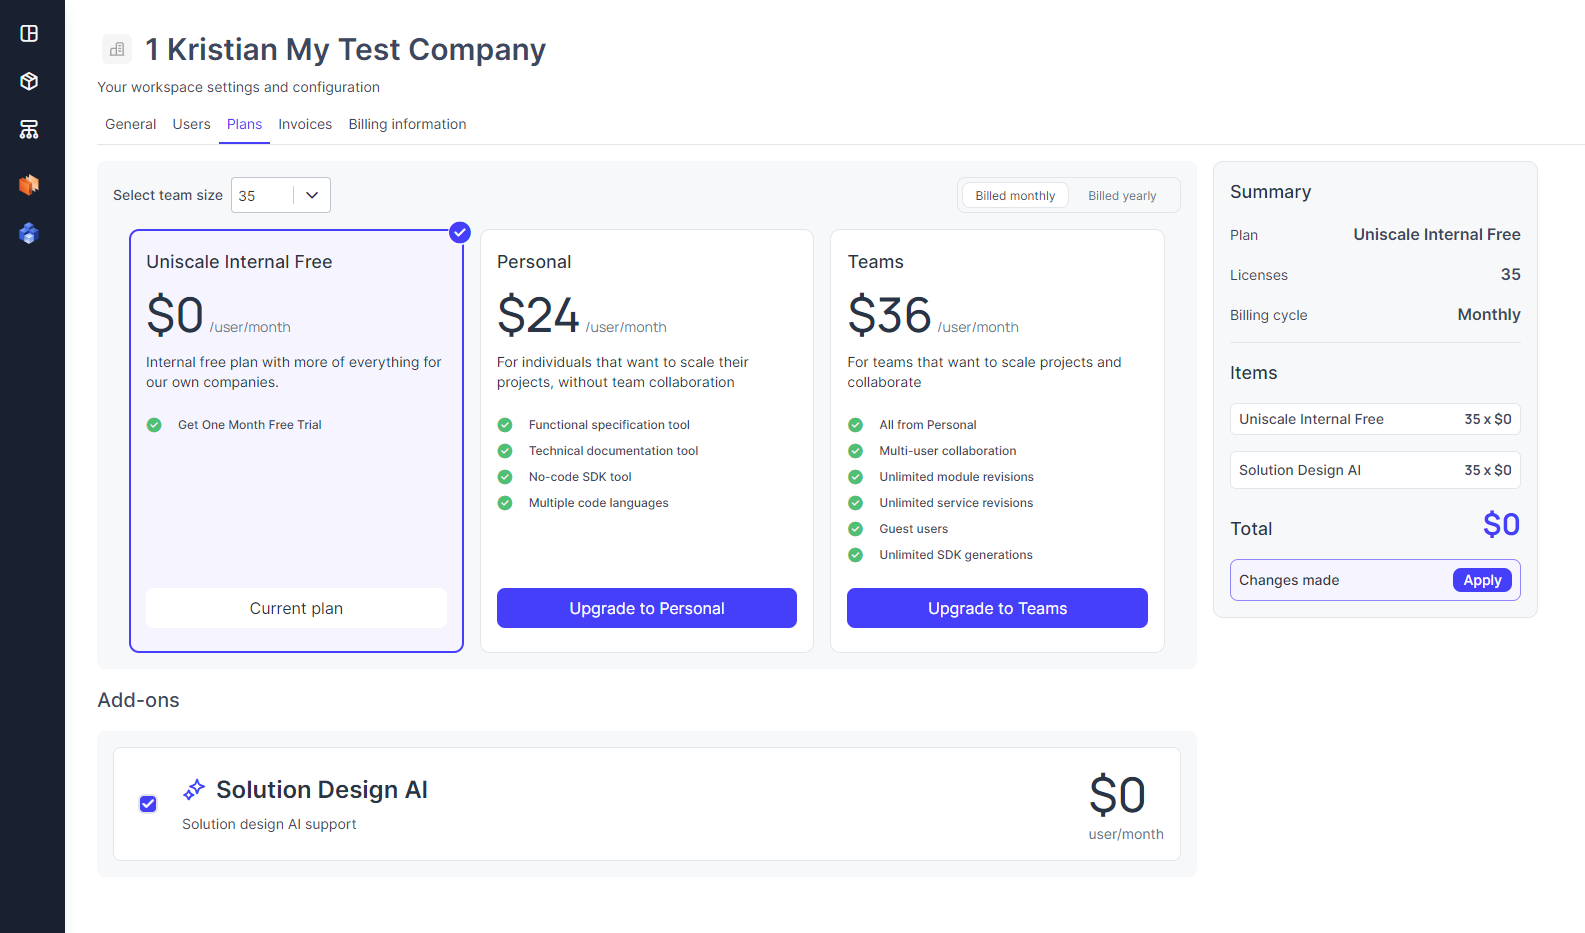 1 Kristian My Test Company
Your workspace settings and configuration
General Users Plans Invoices Billing information
Select team size 35
Billed monthly Billed yearly
Uniscale Internal Free
$0 /user/month
Internal free plan with more of everything for
our own companies.
Get One Month Free Trial
Current plan
Personal
$24 /user/month
For individuals that want to scale their
projects, without team collaboration
Functional specification tool
Technical documentation tool
No-code SDK tool
Multiple code languages
Upgrade to Personal
Teams
$36 /user/month
For teams that want to scale projects and
collaborate
All from Personal
Multi-user collaboration
Unlimited module revisions
Unlimited service revisions
Guest users
Unlimited SDK generations
Upgrade to Teams
Summary
Plan Uniscale Internal Free
Licenses 35
Billing cycle Monthly
Items
Uniscale Internal Free 35 x $0
Solution Design AI 35 x $0
Total $0
Changes made Apply
Add-ons
Solution Design AI
Solution design AI support
$0
user/month